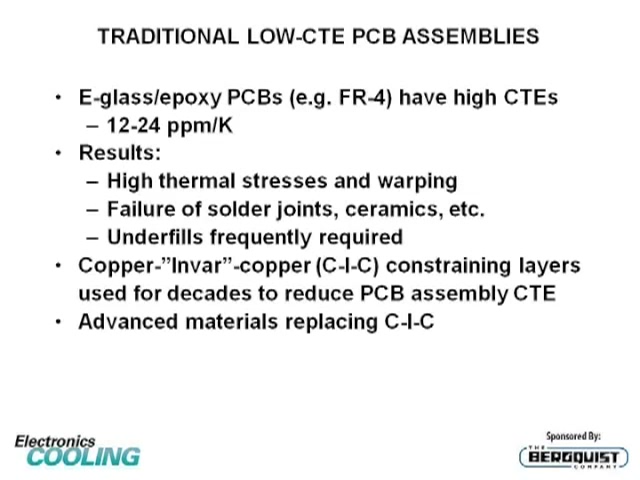 TRADITIONAL LOW-CTE PCB ASSEMBLIES
• E-glass/epoxy PCBs (e.g. FR-4) have high CTEs
– 12-24 ppm/K
• Results:
– High thermal stresses and warping
– Failure of solder joints, ceramics, etc.
– Underfills frequently required
• Copper-”Invar”-copper (C-I-C) constraining layers
used for decades to reduce PCB assembly CTE
• Advanced materials replacing C-I-C
Electronics
COOLING
Sponsored By:
THE
BERGQUIST
COMPANY